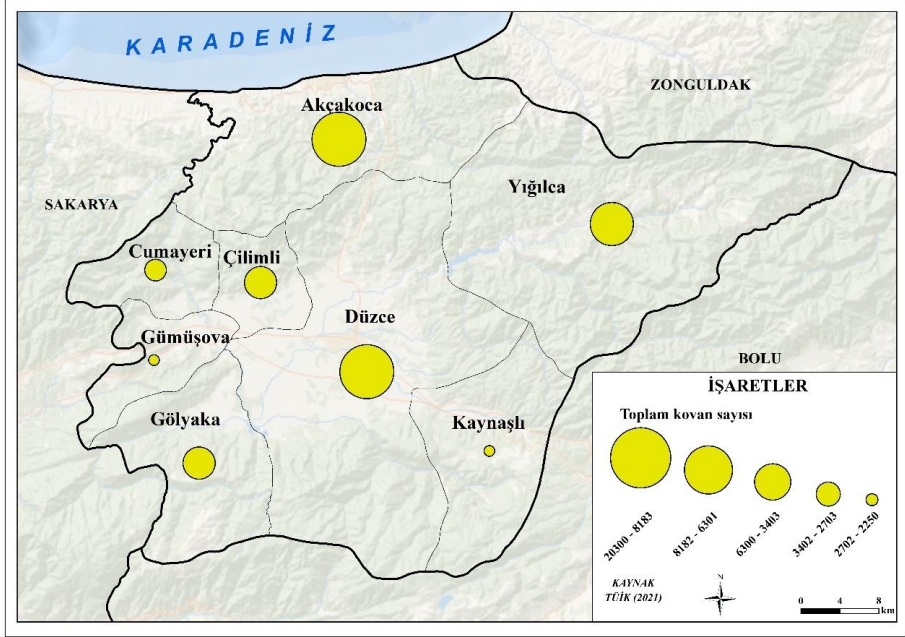 KARADENİZ
ZONGULDAK
Akçakoca
Yığılca
SAKARYA
Cumayeri
Çilimli
Düzce
Gümüşova
BOLU
Gölyaka
Kaynaşlı
İŞARETLER
Toplam kovan sayısı
20300 - 8183
8182 - 6301
6300 - 3403
3402 - 2703
2702 - 2250
KAYNAK
TÜİK (2021)
N
0 4 8
km